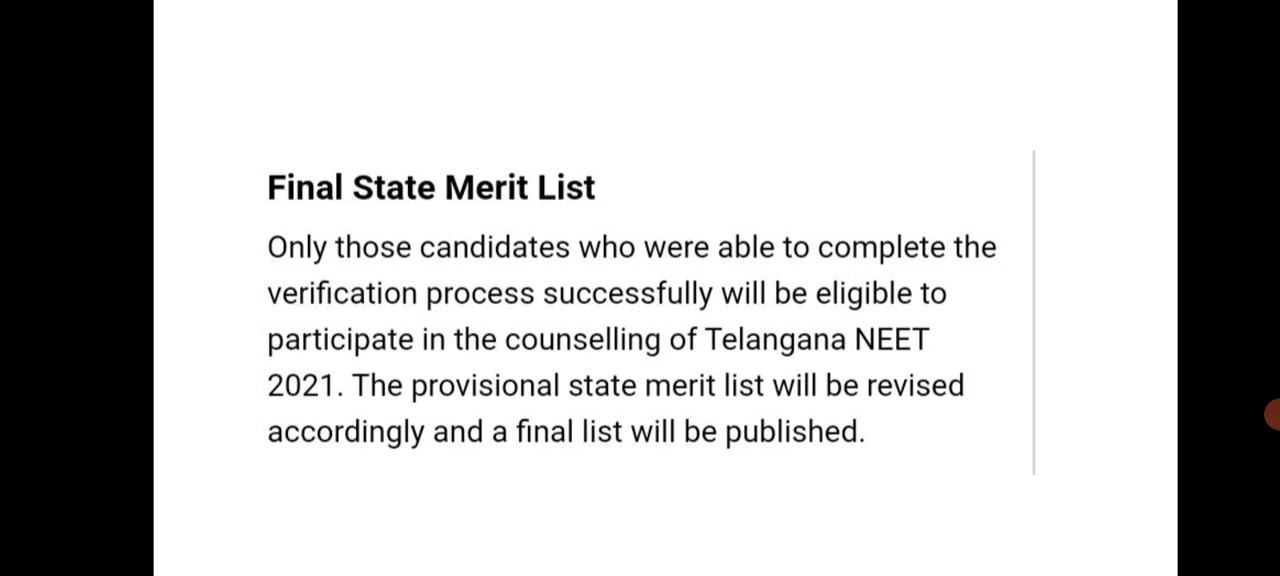 Final State Merit List
Only those candidates who were able to complete the
verification process successfully will be eligible to
participate in the counselling of Telangana NEET
2021. The provisional state merit list will be revised
accordingly and a final list will be published.